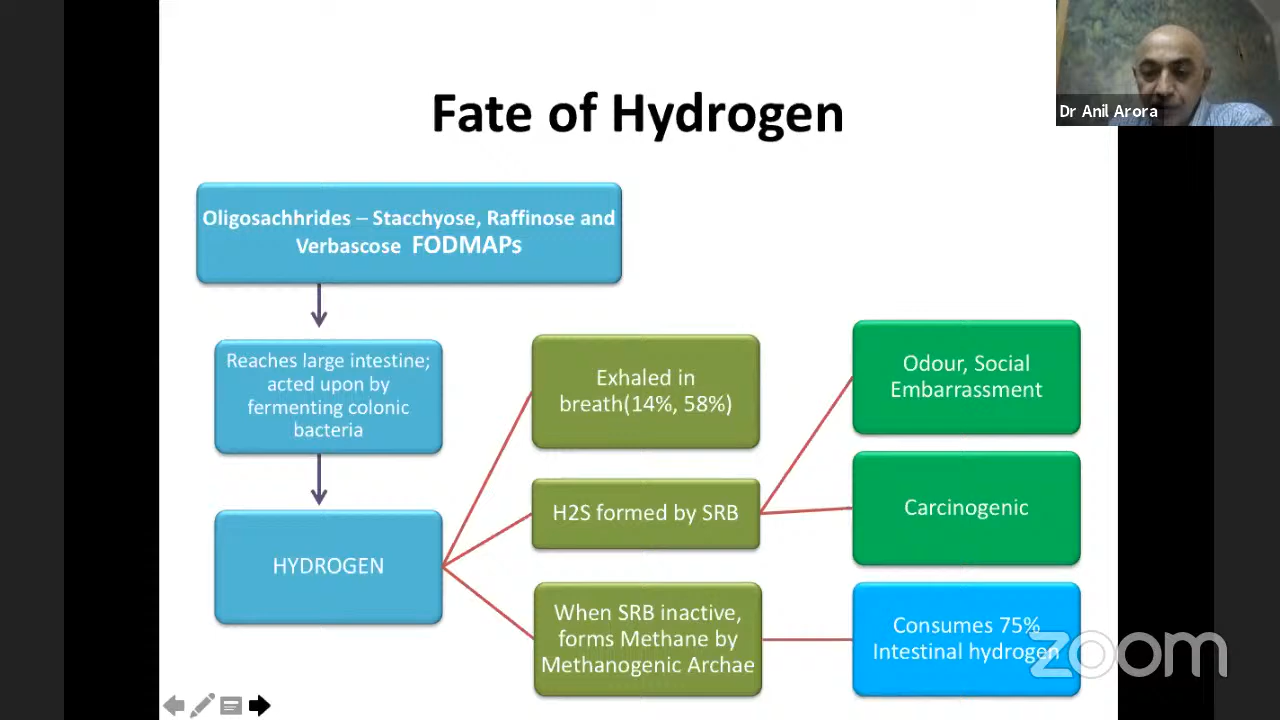 Dr Anil Arora
Fate of Hydrogen
Oligosachhrides – Stacchyose, Raffinose and
Verbascose FODMAPs
Reaches large intestine;
acted upon by
fermenting colonic
bacteria
HYDROGEN
Exhaled in
breath(14%, 58%)
H2S formed by SRB
When SRB inactive,
forms Methane by
Methanogenic Archae
Odour, Social
Embarrassment
Carcinogenic
Consumes 75%
Intestinal hydrogen
zoom